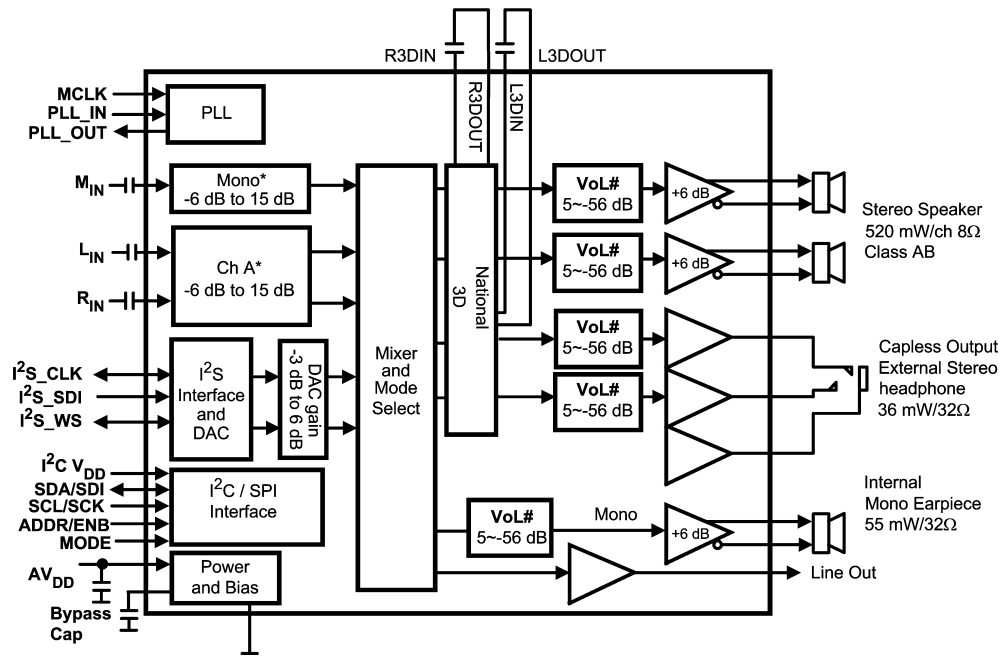 R3DIN
L3DOUT
R3DOUT
L3DIN
MCLK
PLL_IN
PLL_OUT
PLL
MIN
Mono*
-6 dB to 15 dB
LIN
RIN
Ch A*
-6 dB to 15 dB
I2S_CLK
I2S_SDI
I2S_WS
I2S
Interface
and
DAC
DAC gain
-3 dB to 6 dB
I2C VDD
SDA/SDI
SCL/SCK
ADDR/ENB
MODE
I2C / SPI
Interface
AVDD
Bypass
Cap
Power
and Bias
Mixer
and
Mode
Select
National
3D
VoL#
5~-56 dB
+6 dB
VoL#
5~-56 dB
+6 dB
Stereo Speaker
520 mW/ch 8Ω
Class AB
VoL#
5~-56 dB
VoL#
5~-56 dB
Capless Output
External Stereo
headphone
36 mW/32Ω
VoL#
5~-56 dB
Mono
+6 dB
Internal
Mono Earpiece
55 mW/32Ω
Line Out